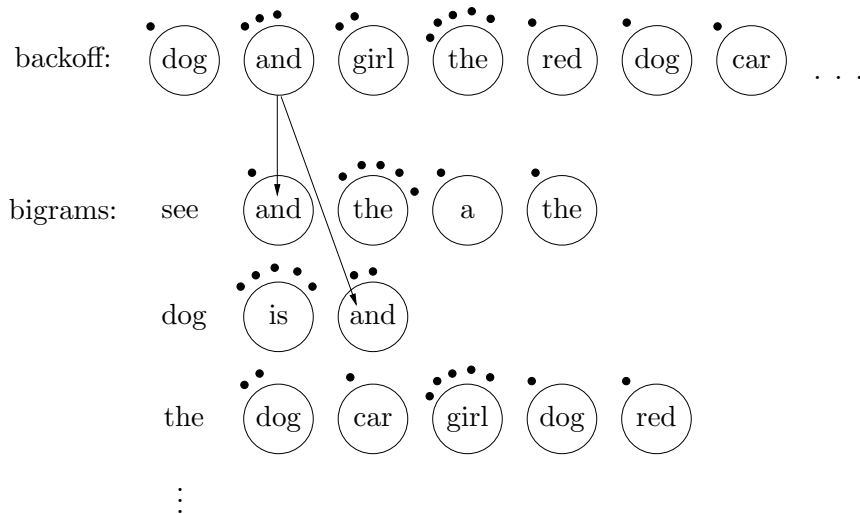 backoff: dog and girl the red dog car . . .
bigrams: see and the a the
dog is and
the dog car girl dog red
⋮